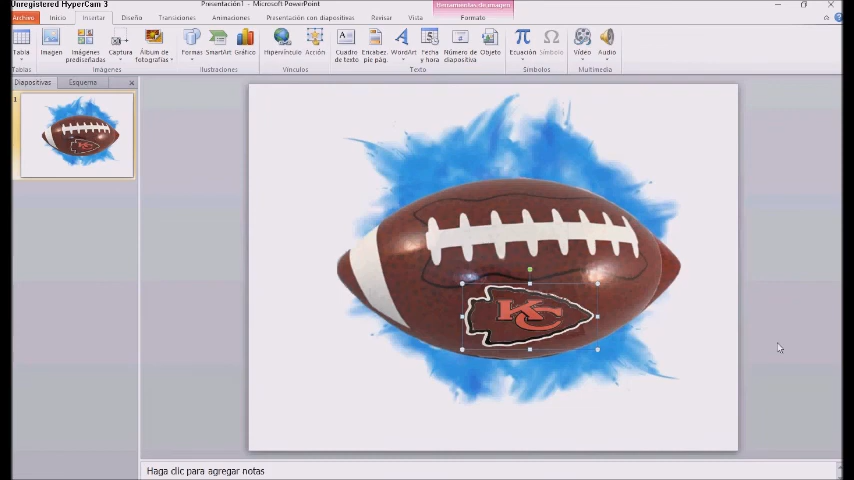 Unregistered HyperCam 3
Presentación1 - Microsoft PowerPoint
Herramientas de imagen
Archivo Inicio Insertar Diseño Transiciones Animaciones Presentación con diapositivas Revisar Vista Formato
Tabla Imagen Imágenes prediseñadas Captura Álbum de fotografías Formas SmartArt Gráfico Hipervínculo Acción Cuadro de texto Encabez. pie pág. WordArt Fecha y hora Número de diapositiva Objeto Ecuación Símbolo Vídeo Audio
Tablas Imágenes Ilustraciones Vínculos Texto Símbolos Multimedia
Diapositivas Esquema
1
KC
Haga clic para agregar notas